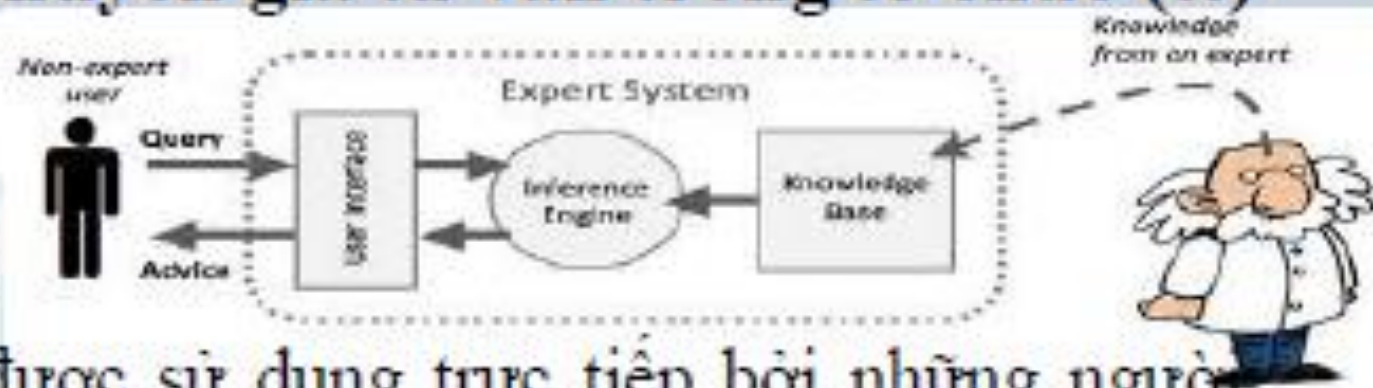 Knowledge
from an expert
Non-expert
user
Expert System
Query
User Interface
Inference
Engine
Knowledge
Base
Advice
được sử dụng trực tiếp bởi những